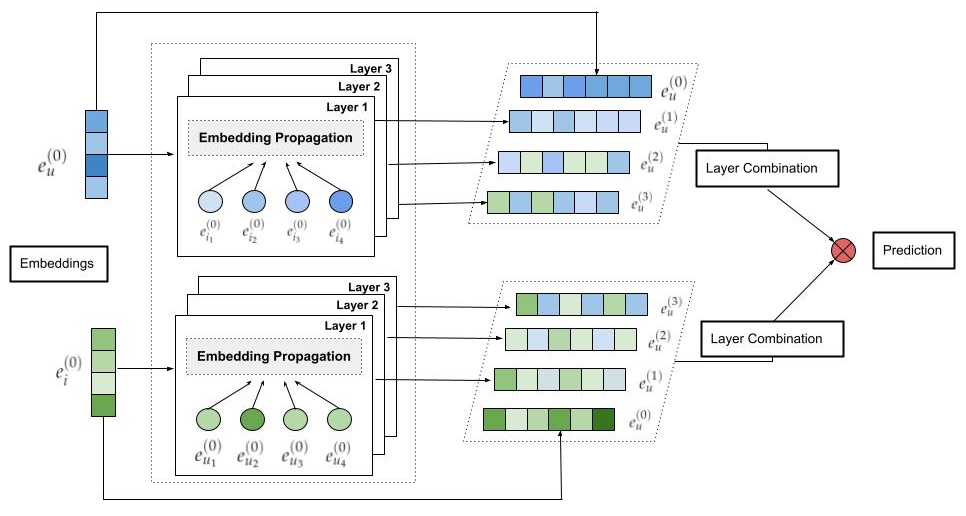 Layer 3
Layer 2
Layer 1
Embedding Propagation
e_u^{(0)}
e_{i_1}^{(0)} e_{i_2}^{(0)} e_{i_3}^{(0)} e_{i_4}^{(0)}
e_u^{(0)}
e_u^{(1)}
e_u^{(2)}
e_u^{(3)}
Layer Combination
Embeddings
Prediction
Layer 3
Layer 2
Layer 1
Embedding Propagation
e_i^{(0)}
e_{u_1}^{(0)} e_{u_2}^{(0)} e_{u_3}^{(0)} e_{u_4}^{(0)}
e_u^{(3)}
e_u^{(2)}
e_u^{(1)}
e_u^{(0)}
Layer Combination